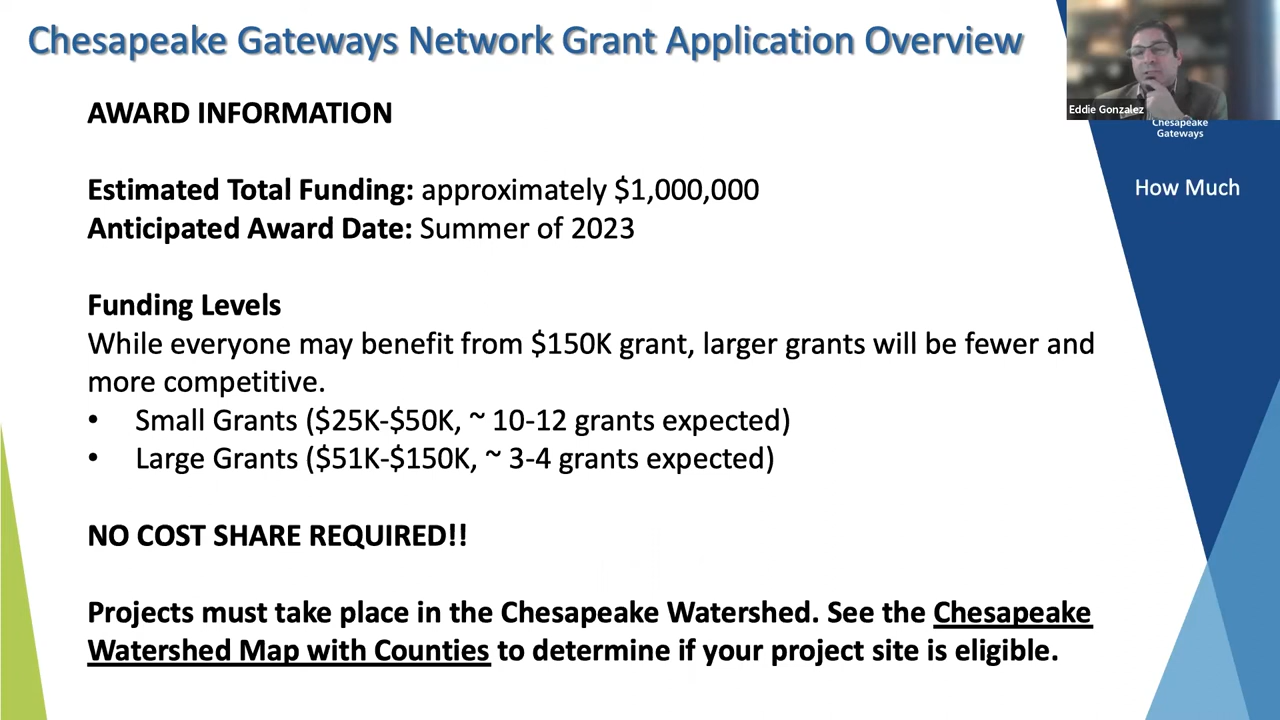 Chesapeake Gateways Network Grant Application Overview
Eddie Gonzalez
Chesapeake
Gateways
How Much
AWARD INFORMATION
Estimated Total Funding: approximately $1,000,000
Anticipated Award Date: Summer of 2023
Funding Levels
While everyone may benefit from $150K grant, larger grants will be fewer and
more competitive.
• Small Grants ($25K-$50K, ~ 10-12 grants expected)
• Large Grants ($51K-$150K, ~ 3-4 grants expected)
NO COST SHARE REQUIRED!!
Projects must take place in the Chesapeake Watershed. See the Chesapeake
Watershed Map with Counties to determine if your project site is eligible.